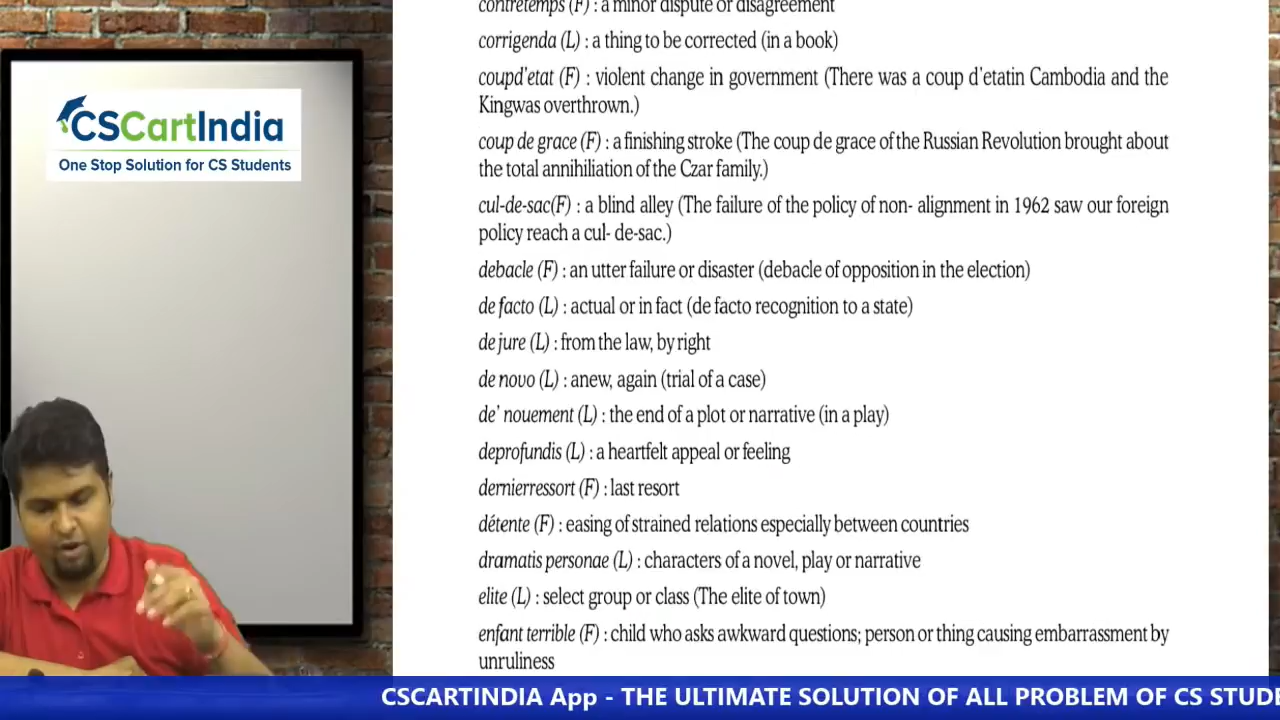 contretemps (F) : a minor dispute or disagreement
corrigenda (L) : a thing to be corrected (in a book)
coupd'etat (F) : violent change in government (There was a coup d'etatin Cambodia and the
Kingwas overthrown.)
coup de grace (F) : a finishing stroke (The coup de grace of the Russian Revolution brought about
the total annihiliation of the Czar family.)
cul-de-sac(F) : a blind alley (The failure of the policy of non- alignment in 1962 saw our foreign
policy reach a cul- de-sac.)
debacle (F) : an utter failure or disaster (debacle of opposition in the election)
de facto (L) : actual or in fact (de facto recognition to a state)
de jure (L) : from the law, by right
de novo (L) : anew, again (trial of a case)
de' nouement (L) : the end of a plot or narrative (in a play)
deprofundis (L) : a heartfelt appeal or feeling
dernierressort (F) : last resort
détente (F) : easing of strained relations especially between countries
dramatis personae (L) : characters of a novel, play or narrative
elite (L) : select group or class (The elite of town)
enfant terrible (F) : child who asks awkward questions; person or thing causing embarrassment by
unruliness
CSCartIndia
One Stop Solution for CS Students
CSCARTINDIA App - THE ULTIMATE SOLUTION OF ALL PROBLEM OF CS STUDE